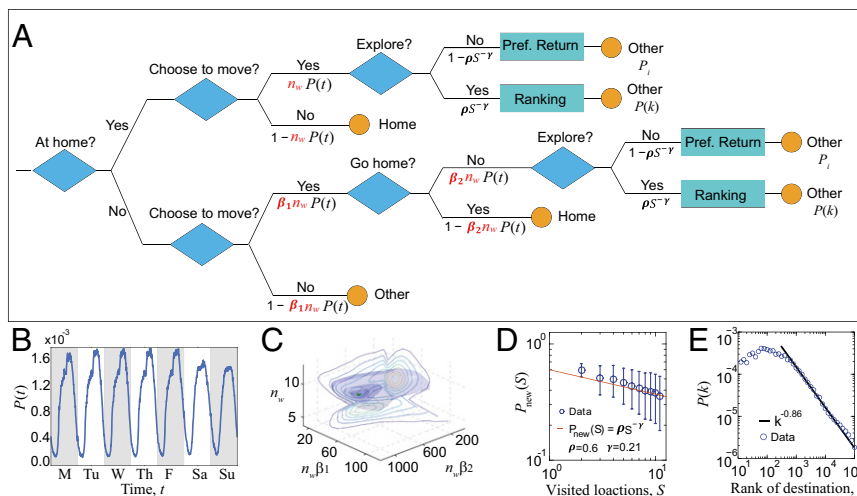 A
At home?
Yes
No
Choose to move?
Yes
n_w P(t)
No
1 - n_w P(t)
Home
Explore?
No
1-ρS^-γ
Pref. Return
Other
P_i
Yes
ρS^-γ
Ranking
Other
P(k)
Choose to move?
Yes
β_1 n_w P(t)
No
1 - β_1 n_w P(t)
Other
Go home?
No
β_2 n_w P(t)
Yes
1 - β_2 n_w P(t)
Home
Explore?
No
1-ρS^-γ
Pref. Return
Other
P_i
Yes
ρS^-γ
Ranking
Other
P(k)
B
x10^-3
1.6
1.2
0.8
0.4
0.0
P(t)
M Tu W Th F Sa Su
Time, t
C
n_w
10
5
20
60
100
n_wβ1
1000
600
200
n_wβ2
D
10^0
10^-1
P_new(S)
Data
P_new(S) = ρS^-γ
ρ=0.6 γ=0.21
10^0 10^1
Visited loactions, S
E
10^-3
10^-4
10^-5
10^-6
P(k)
k^-0.86
Data
10^1 10^2 10^3 10^4 10^5
Rank of destination,